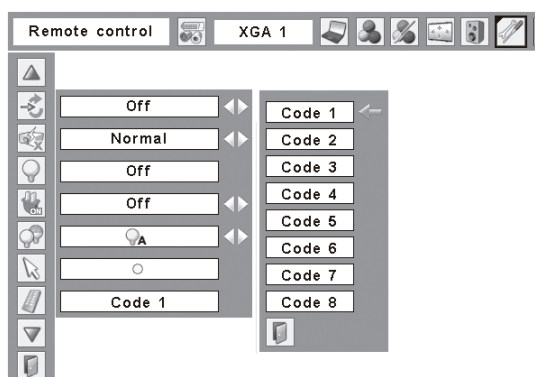 Remote control
XGA 1
Off
Normal
Off
Off
A
Code 1
ON
Code 1
Code 2
Code 3
Code 4
Code 5
Code 6
Code 7
Code 8